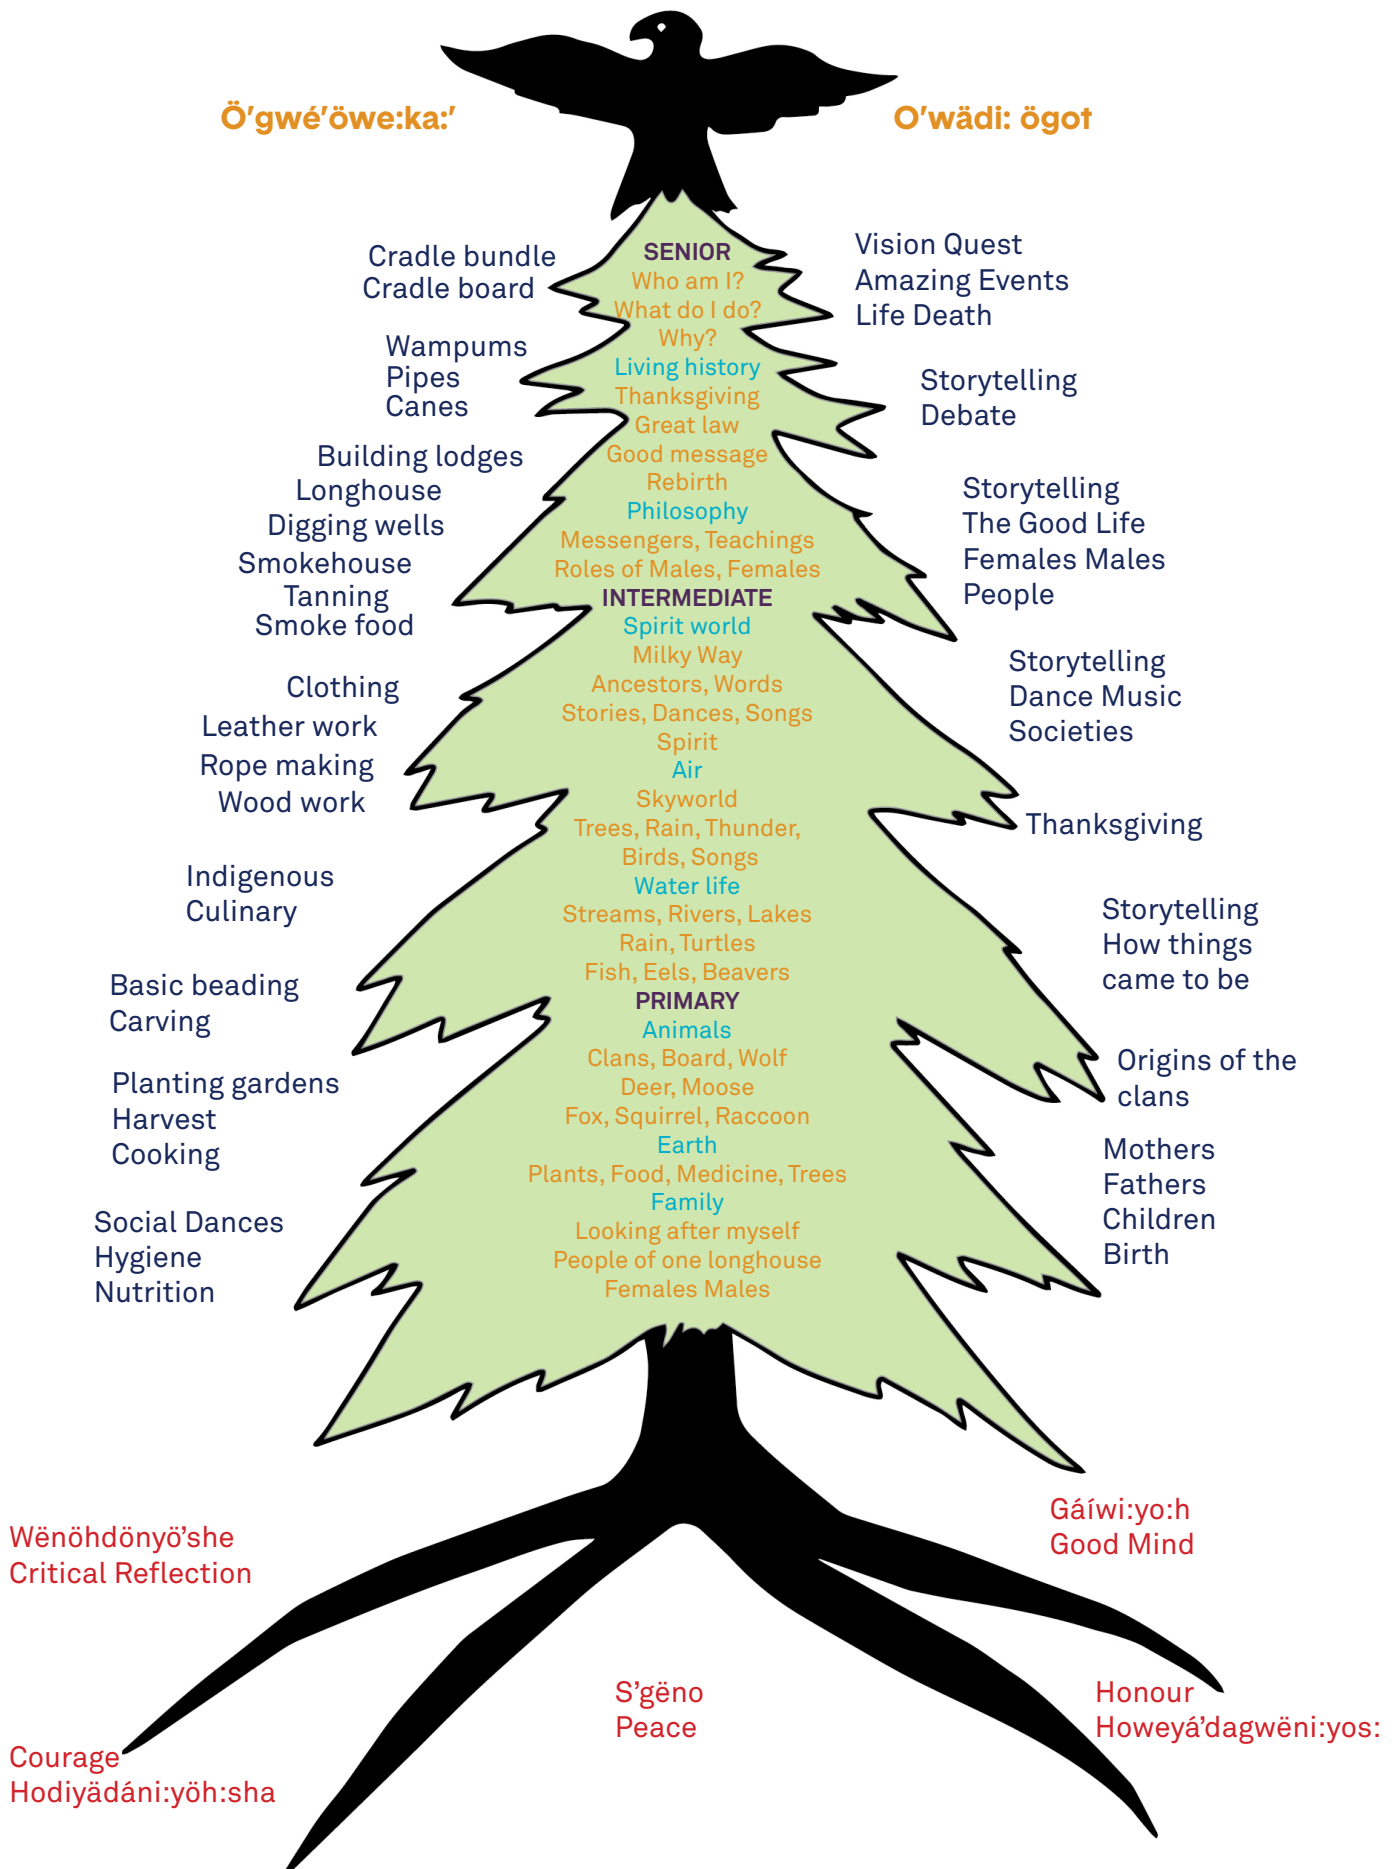 Ö'gwé'öwe:ka:'
O'wädi: ögot
Cradle bundle
Cradle board
Wampums
Pipes
Canes
Building lodges
Longhouse
Digging wells
Smokehouse
Tanning
Smoke food
Clothing
Leather work
Rope making
Wood work
Indigenous
Culinary
Basic beading
Carving
Planting gardens
Harvest
Cooking
Social Dances
Hygiene
Nutrition
SENIOR
Who am I?
What do I do?
Why?
Living history
Thanksgiving
Great law
Good message
Rebirth
Philosophy
Messengers, Teachings
Roles of Males, Females
INTERMEDIATE
Spirit world
Milky Way
Ancestors, Words
Stories, Dances, Songs
Spirit
Air
Skyworld
Trees, Rain, Thunder,
Birds, Songs
Water life
Streams, Rivers, Lakes
Rain, Turtles
Fish, Eels, Beavers
PRIMARY
Animals
Clans, Board, Wolf
Deer, Moose
Fox, Squirrel, Raccoon
Earth
Plants, Food, Medicine, Trees
Family
Looking after myself
People of one longhouse
Females Males
Vision Quest
Amazing Events
Life Death
Storytelling
Debate
Storytelling
The Good Life
Females Males
People
Storytelling
Dance Music
Societies
Thanksgiving
Storytelling
How things
came to be
Origins of the
clans
Mothers
Fathers
Children
Birth
Wënöhdönyö’she
Critical Reflection
Gáíwi:yo:h
Good Mind
Courage
Hodiyädáni:yöh:sha
S’gëno
Peace
Honour
Howeyá’dagwëni:yos: